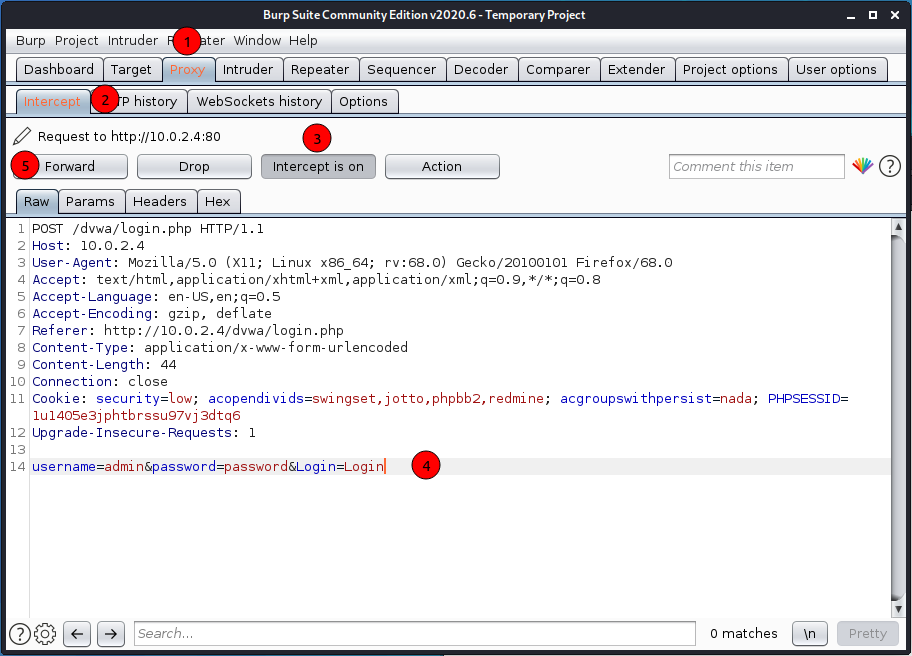 Burp Suite Community Edition v2020.6 - Temporary Project
Burp Project Intruder Window Help
1
Dashboard Target Proxy Intruder Repeater Sequencer Decoder Comparer Extender Project options User options
Intercept 2 history WebSockets history Options
Request to http://10.0.2.4:80
3
5 Forward Drop Intercept is on Action Comment this item ?
Raw Params Headers Hex
1 POST /dvwa/login.php HTTP/1.1
2 Host: 10.0.2.4
3 User-Agent: Mozilla/5.0 (X11; Linux x86_64; rv:68.0) Gecko/20100101 Firefox/68.0
4 Accept: text/html,application/xhtml+xml,application/xml;q=0.9,*/*;q=0.8
5 Accept-Language: en-US,en;q=0.5
6 Accept-Encoding: gzip, deflate
7 Referer: http://10.0.2.4/dvwa/login.php
8 Content-Type: application/x-www-form-urlencoded
9 Content-Length: 44
10 Connection: close
11 Cookie: security=low; acopendivids=swingset,jotto,phpbb2,redmine; acgroupswithpersist=nada; PHPSESSID=
1u1405e3jphtbrssu97vj3dtq6
12 Upgrade-Insecure-Requests: 1
13
14 username=admin&password=password&Login=Login 4
? Search... 0 matches \n Pretty